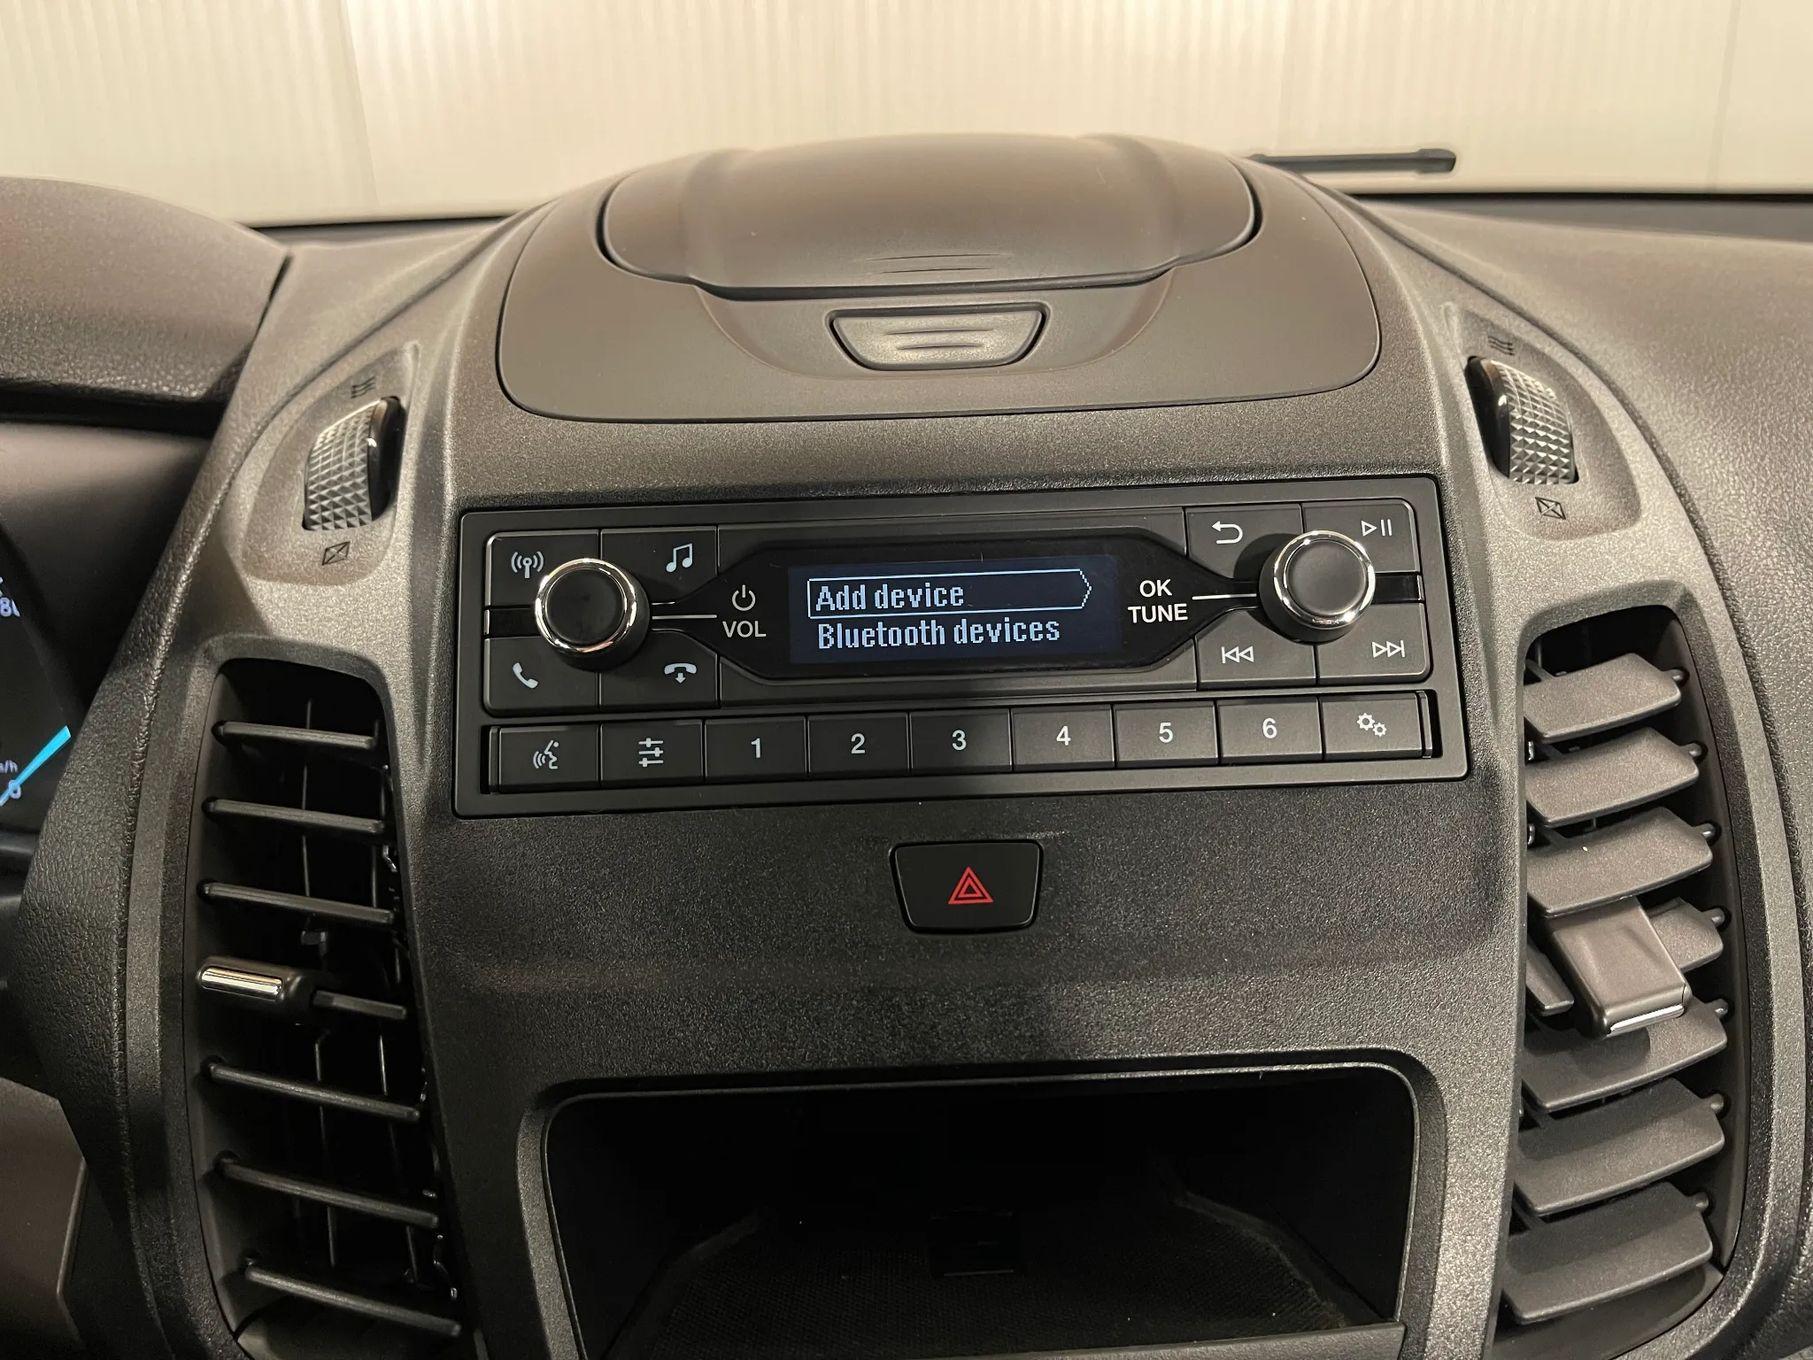 Add device
Bluetooth devices
VOL
OK
TUNE
1 2 3 4 5 6